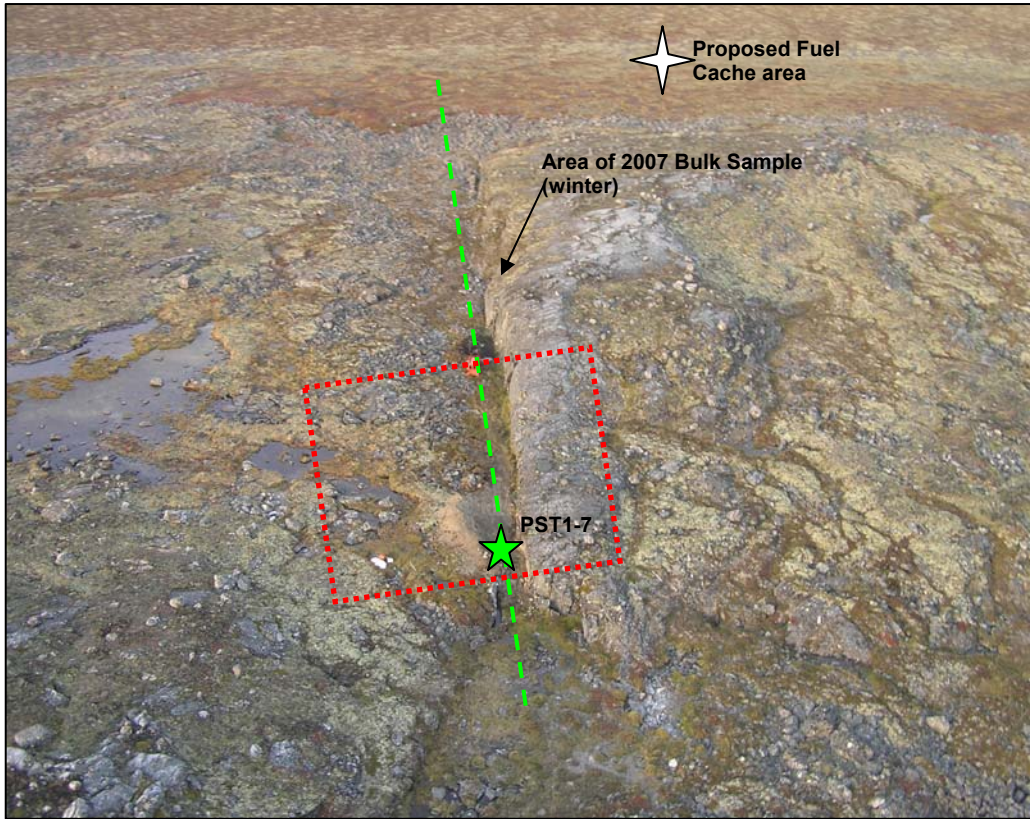 Proposed Fuel
Cache area
Area of 2007 Bulk Sample
(winter)
PST1-7